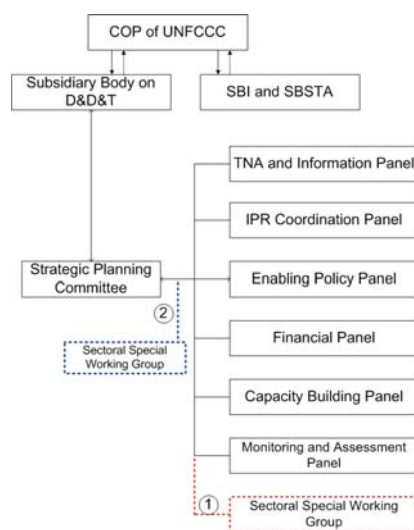 COP of UNFCCC
Subsidiary Body on
D&D&T
SBI and SBSTA
TNA and Information Panel
IPR Coordination Panel
Strategic Planning
Committee
Enabling Policy Panel
2
Sectoral Special
Working Group
Financial Panel
Capacity Building Panel
Monitoring and Assessment
Panel
1
Sectoral Special Working
Group